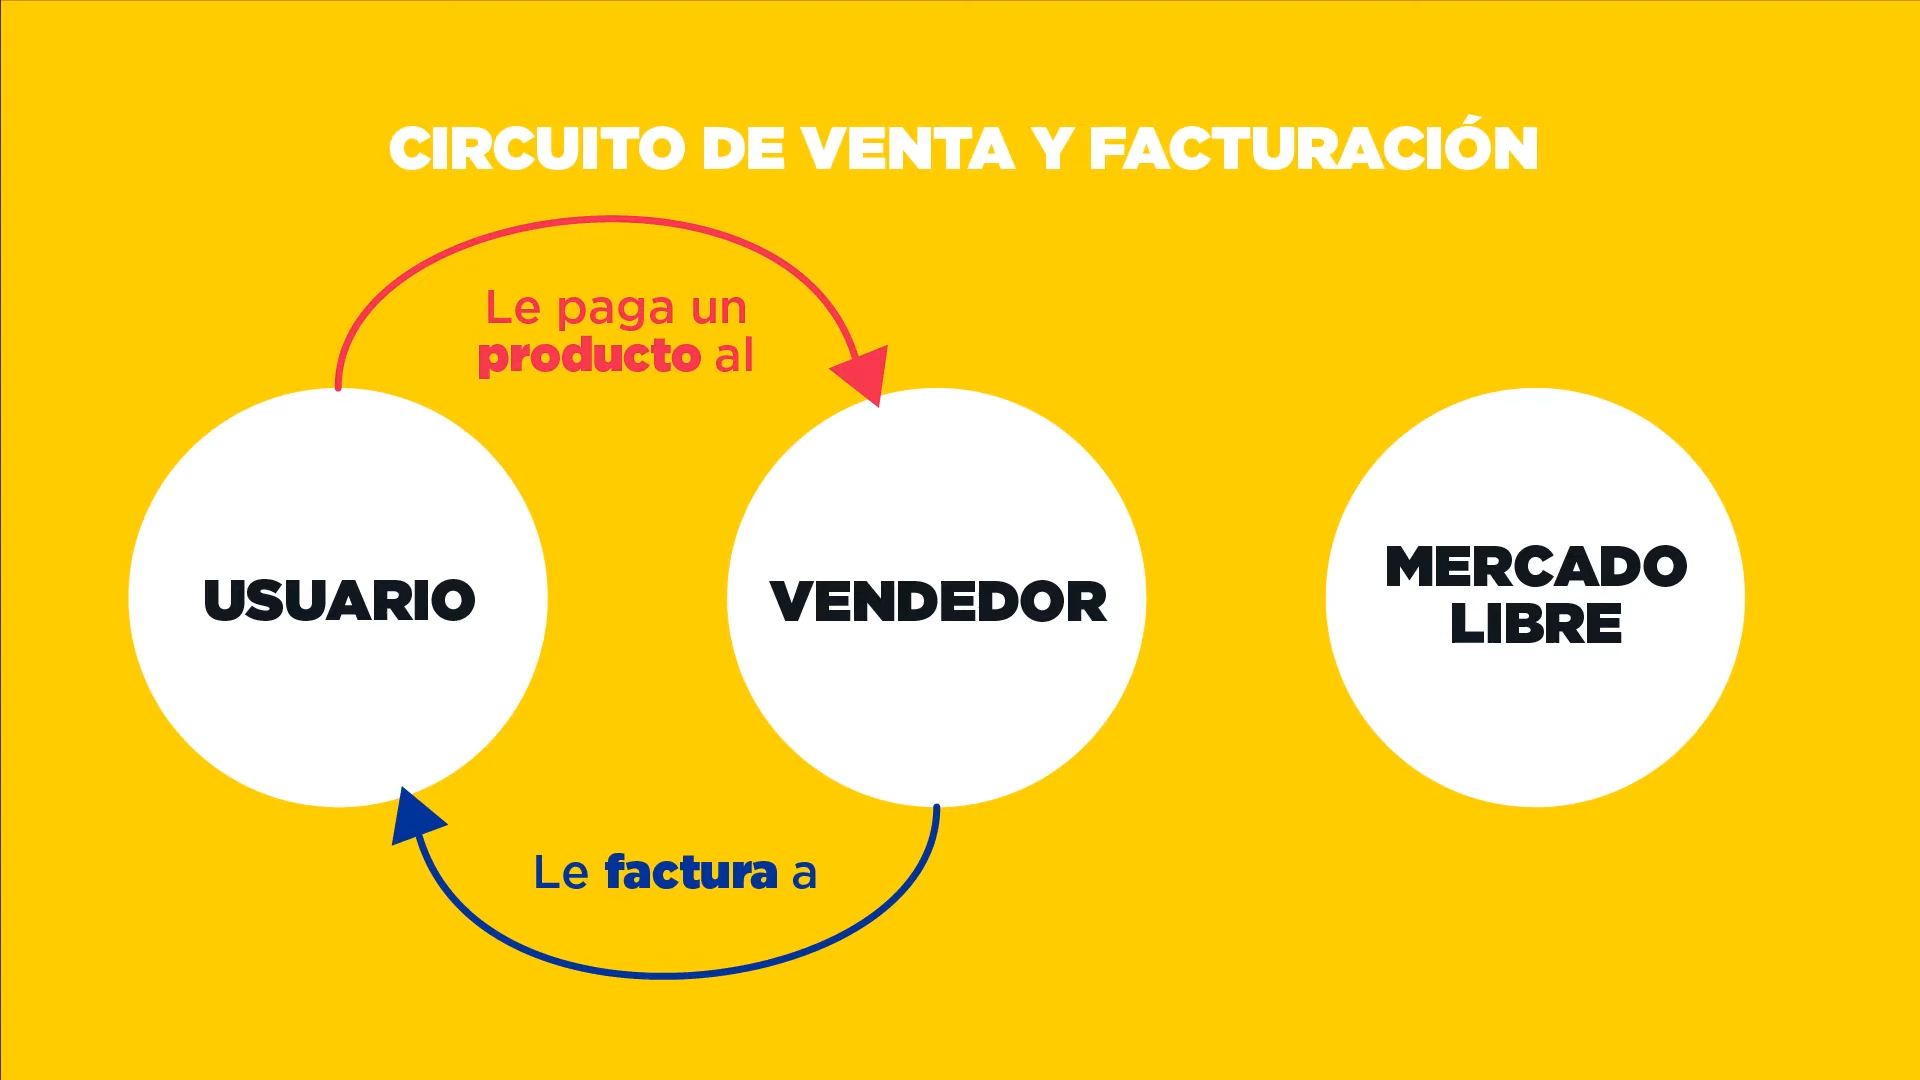 CIRCUITO DE VENTA Y FACTURACIÓN
Le paga un
producto al
USUARIO
VENDEDOR
MERCADO
LIBRE
Le factura a